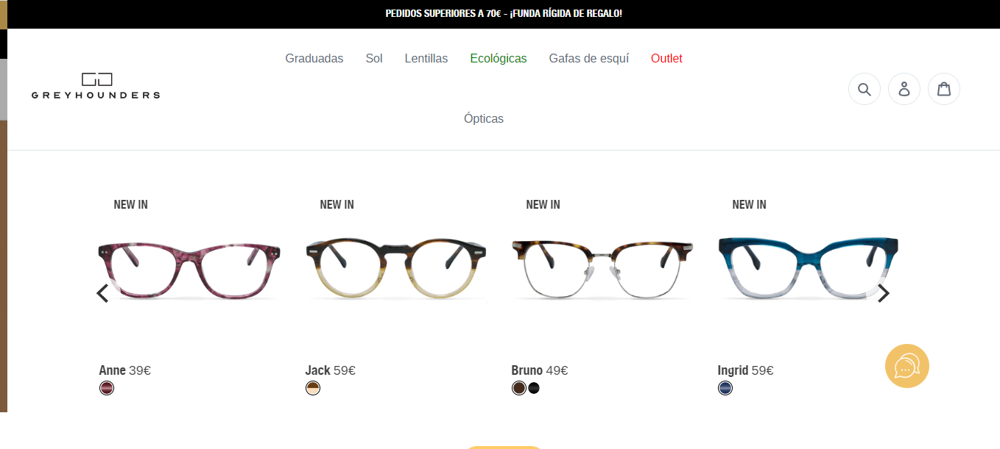 PEDIDOS SUPERIORES A 70€ - ¡FUNDA RÍGIDA DE REGALO!
Graduadas Sol Lentillas Ecológicas Gafas de esquí Outlet
GREYHOUNDERS
Ópticas
NEW IN NEW IN NEW IN NEW IN
Anne 39€ Jack 59€ Bruno 49€ Ingrid 59€